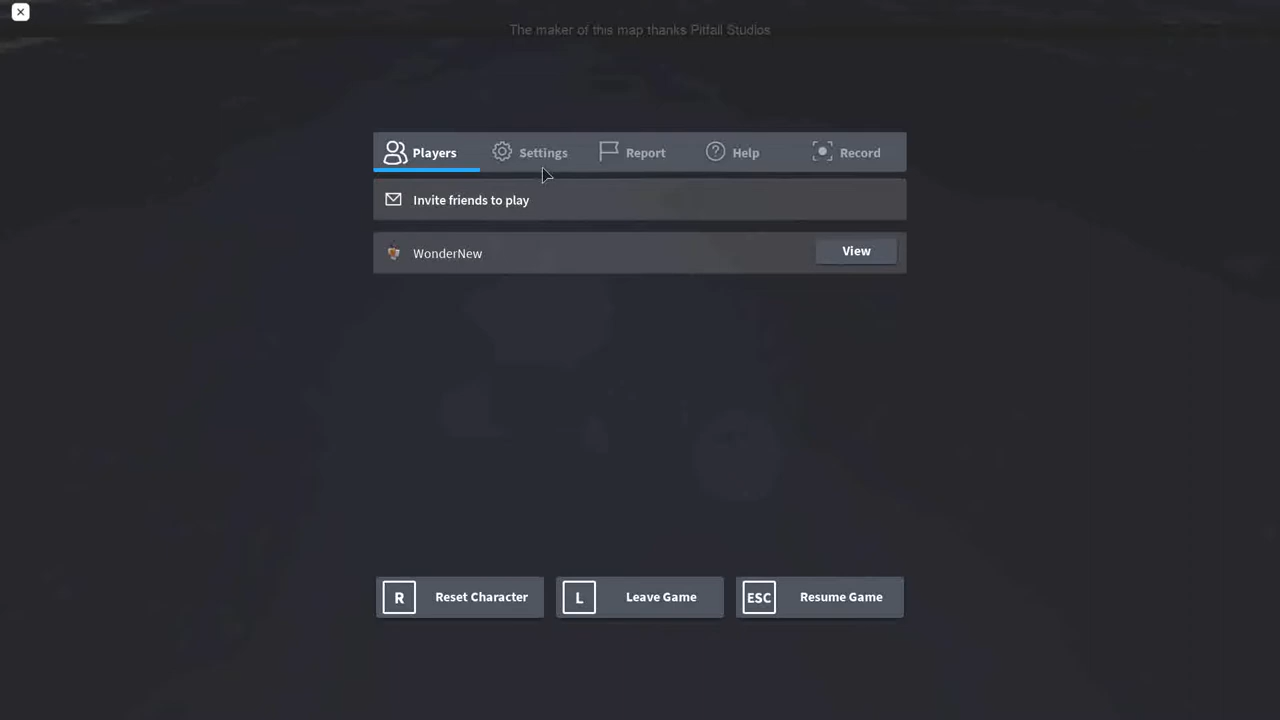 The maker of this map thanks Pitfall Studios
Players
Settings
Report
Help
Record
Invite friends to play
WonderNew
View
R
Reset Character
L
Leave Game
ESC
Resume Game